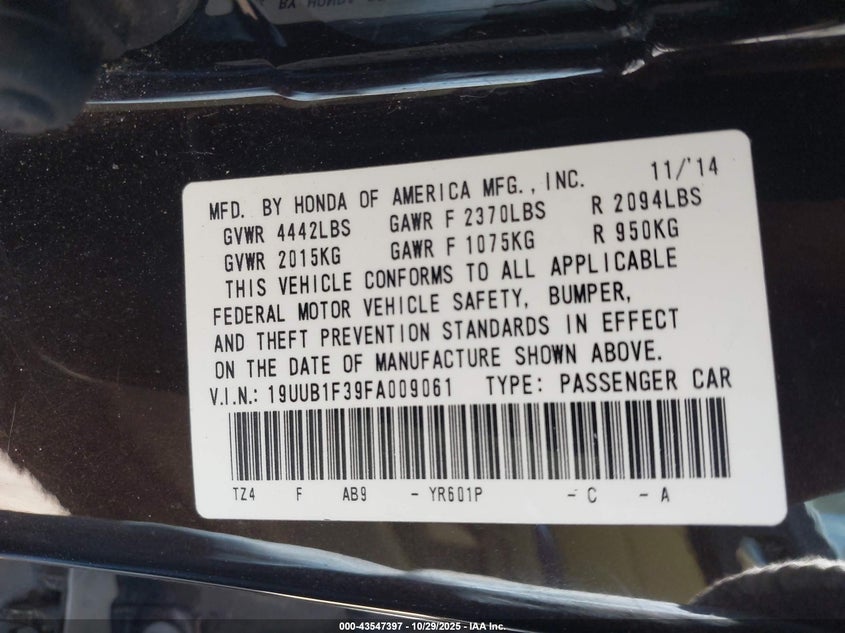 MFD. BY HONDA OF AMERICA MFG., INC. 11/'14
GVWR 4442LBS GAWR F 2370LBS R 2094LBS
GVWR 2015KG GAWR F 1075KG R 950KG
THIS VEHICLE CONFORMS TO ALL APPLICABLE
FEDERAL MOTOR VEHICLE SAFETY, BUMPER,
AND THEFT PREVENTION STANDARDS IN EFFECT
ON THE DATE OF MANUFACTURE SHOWN ABOVE.
V.I.N.: 19UUB1F39FA009061 TYPE: PASSENGER CAR
TZ4 F AB9 - YR601P - C - A
000-43547397 - 10/29/2025 - IAA Inc.